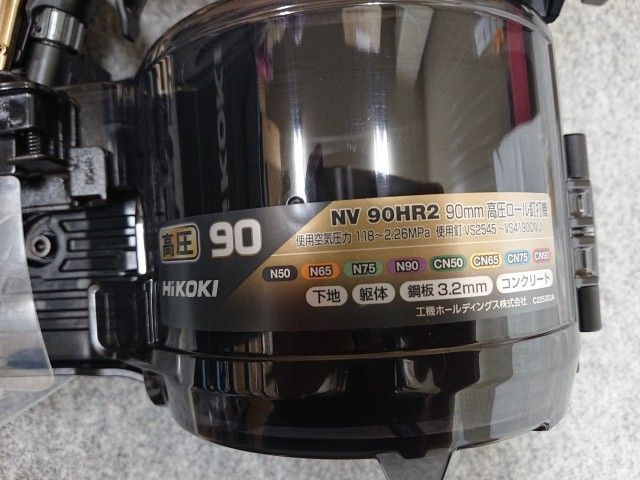 NV 90HR2 90mm 高圧ロール釘打機
使用空気圧力 1.18～2.26MPa 使用釘 VS2545～VS4190DW
高圧 90
N50 N65 N75 N90 CN50 CN65 CN75 CN90
HiKOKI
下地 躯体 鋼板 3.2mm コンクリート
工機ホールディングス株式会社